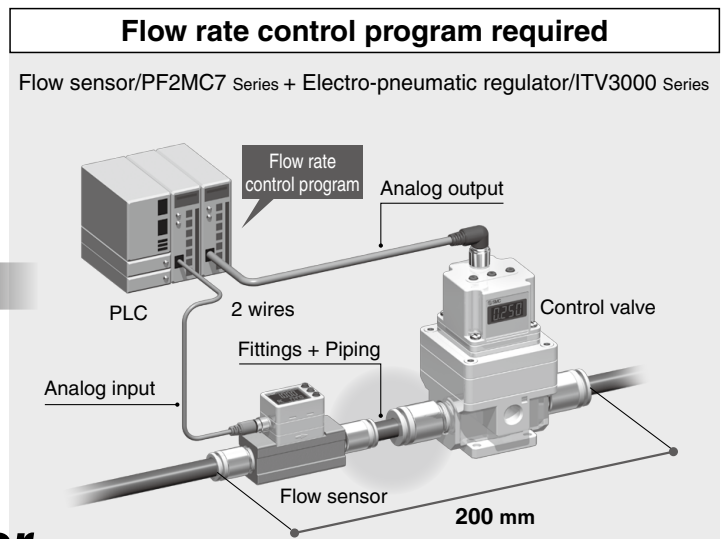 Flow rate control program required
Flow sensor/PF2MC7 Series + Electro-pneumatic regulator/ITV3000 Series
Flow rate
control program
Analog output
PLC
2 wires
Control valve
0.250
Fittings + Piping
Analog input
Flow sensor
200 mm